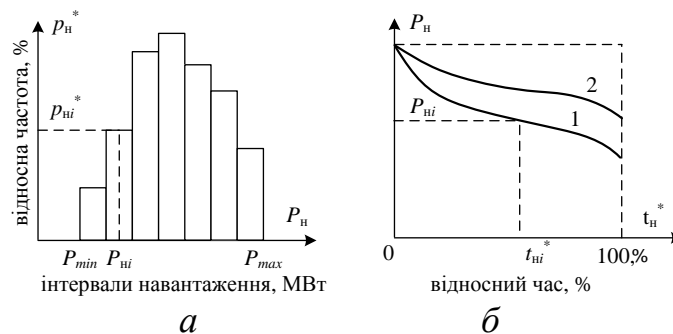 pн*
відносна частота, %
pнi*
Pн
Pmin Pнi Pmax
інтервали навантаження, МВт
а
Pн
2
Pнi
1
tн*
0 tнi* 100,%
відносний час, %
б